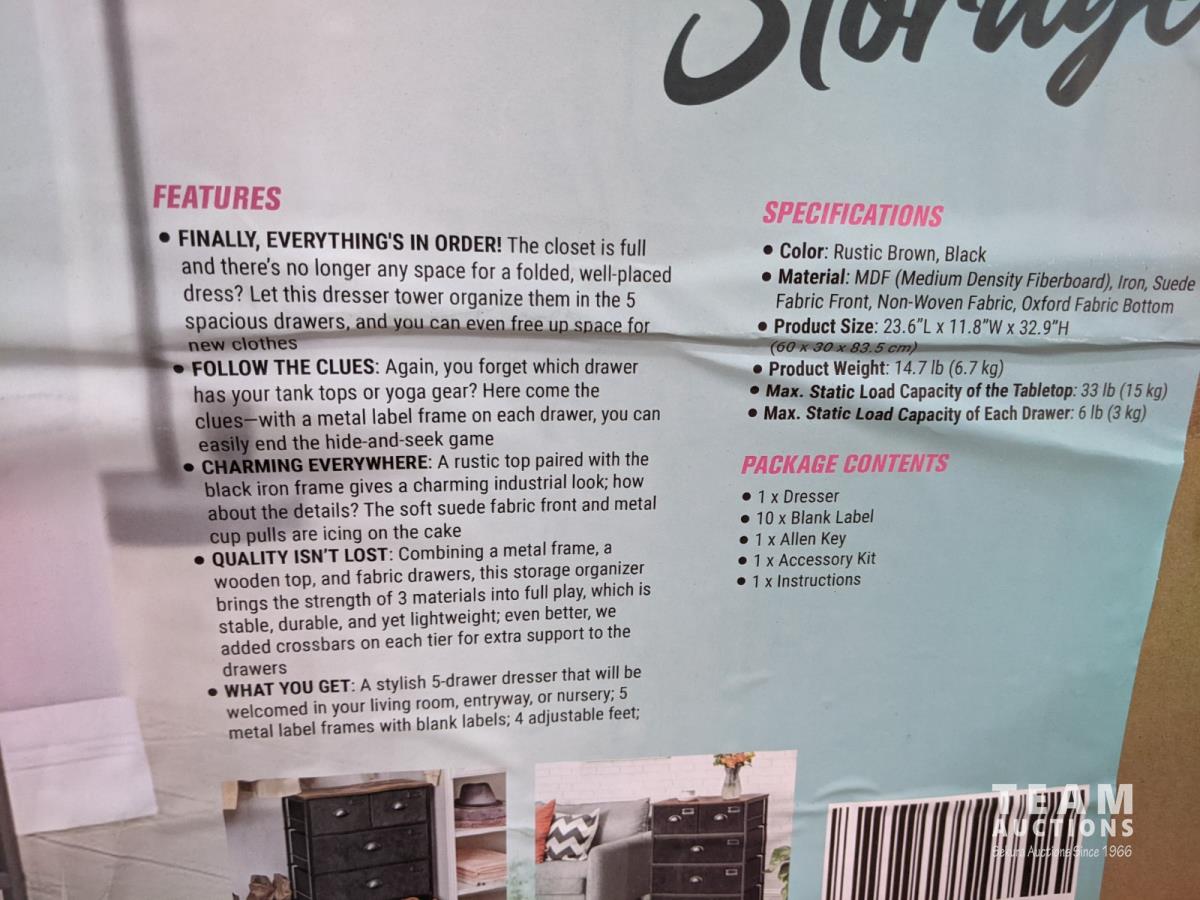 Storage
FEATURES
• FINALLY, EVERYTHING'S IN ORDER! The closet is full
and there's no longer any space for a folded, well-placed
dress? Let this dresser tower organize them in the 5
spacious drawers, and you can even free up space for
new clothes
• FOLLOW THE CLUES: Again, you forget which drawer
has your tank tops or yoga gear? Here come the
clues—with a metal label frame on each drawer, you can
easily end the hide-and-seek game
• CHARMING EVERYWHERE: A rustic top paired with the
black iron frame gives a charming industrial look; how
about the details? The soft suede fabric front and metal
cup pulls are icing on the cake
• QUALITY ISN'T LOST: Combining a metal frame, a
wooden top, and fabric drawers, this storage organizer
brings the strength of 3 materials into full play, which is
stable, durable, and yet lightweight; even better, we
added crossbars on each tier for extra support to the
drawers
• WHAT YOU GET: A stylish 5-drawer dresser that will be
welcomed in your living room, entryway, or nursery; 5
metal label frames with blank labels; 4 adjustable feet;
SPECIFICATIONS
• Color: Rustic Brown, Black
• Material: MDF (Medium Density Fiberboard), Iron, Suede
Fabric Front, Non-Woven Fabric, Oxford Fabric Bottom
• Product Size: 23.6"L x 11.8"W x 32.9"H
(60 x 30 x 83.5 cm)
• Product Weight: 14.7 lb (6.7 kg)
• Max. Static Load Capacity of the Tabletop: 33 lb (15 kg)
• Max. Static Load Capacity of Each Drawer: 6 lb (3 kg)
PACKAGE CONTENTS
• 1 x Dresser
• 10 x Blank Label
• 1 x Allen Key
• 1 x Accessory Kit
• 1 x Instructions
TEAM
AUCTIONS
Auctions Since 1966